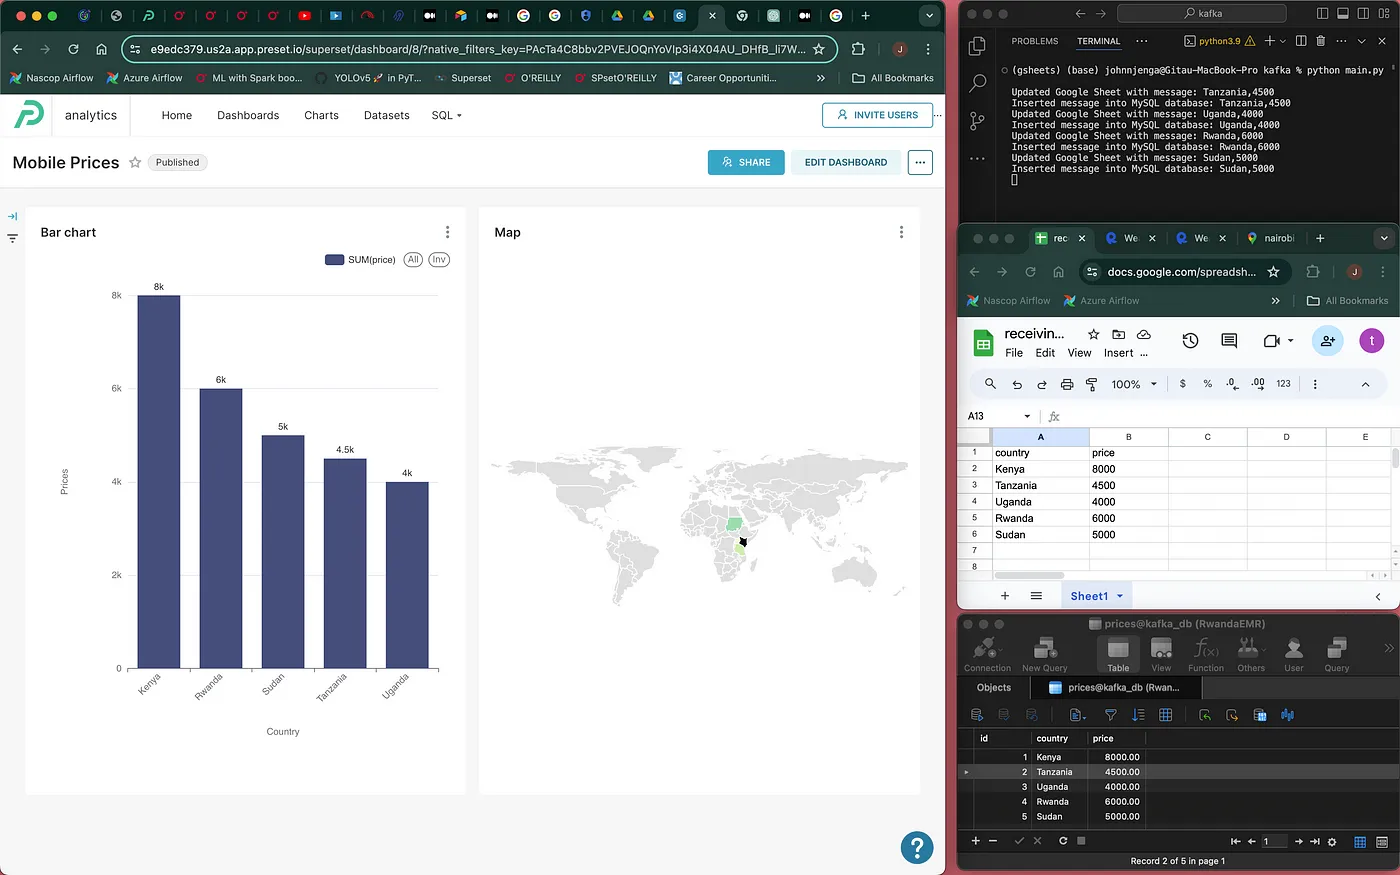 e9edc379.us2a.app.preset.io/superset/dashboard/8/?native_filters_key=PAcTa4C8bbv2PVEJOQnYoVIp3i4X04AU_DHfB_li7W...
J
Nascop Airflow
Azure Airflow
ML with Spark boo...
YOLOv5 🚀 in PyT...
Superset
O'REILLY
SPsetO'REILLY
Career Opportuniti...
»
All Bookmarks
analytics
Home
Dashboards
Charts
Datasets
SQL
INVITE USERS
Mobile Prices
Published
SHARE
EDIT DASHBOARD
...
Bar chart
SUM(price)
All
Inv
8k
6k
4k
2k
0
8k
6k
5k
4.5k
4k
Prices
Kenya
Rwanda
Sudan
Tanzania
Uganda
Country
Map
?
kafka
PROBLEMS
TERMINAL
...
python3.9
(gsheets) (base) johnnjenga@Gitau-MacBook-Pro kafka % python main.py
Updated Google Sheet with message: Tanzania,4500
Inserted message into MySQL database: Tanzania,4500
Updated Google Sheet with message: Uganda,4000
Inserted message into MySQL database: Uganda,4000
Updated Google Sheet with message: Rwanda,6000
Inserted message into MySQL database: Rwanda,6000
Updated Google Sheet with message: Sudan,5000
Inserted message into MySQL database: Sudan,5000
rec
We
We
nairobi
docs.google.com/spreadsh...
J
Nascop Airflow
Azure Airflow
»
All Bookmarks
receivin...
File
Edit
View
Insert
...
t
100%
$
%
.0
.00
123
A13
fx
A B C D E
1 country price
2 Kenya 8000
3 Tanzania 4500
4 Uganda 4000
5 Rwanda 6000
6 Sudan 5000
7
8
Sheet1
prices@kafka_db (RwandaEMR)
Connection
New Query
Table
View
Function
Others
User
Query
Objects
prices@kafka_db (Rwan...
id country price
1 Kenya 8000.00
2 Tanzania 4500.00
3 Uganda 4000.00
4 Rwanda 6000.00
5 Sudan 5000.00
1
Record 2 of 5 in page 1